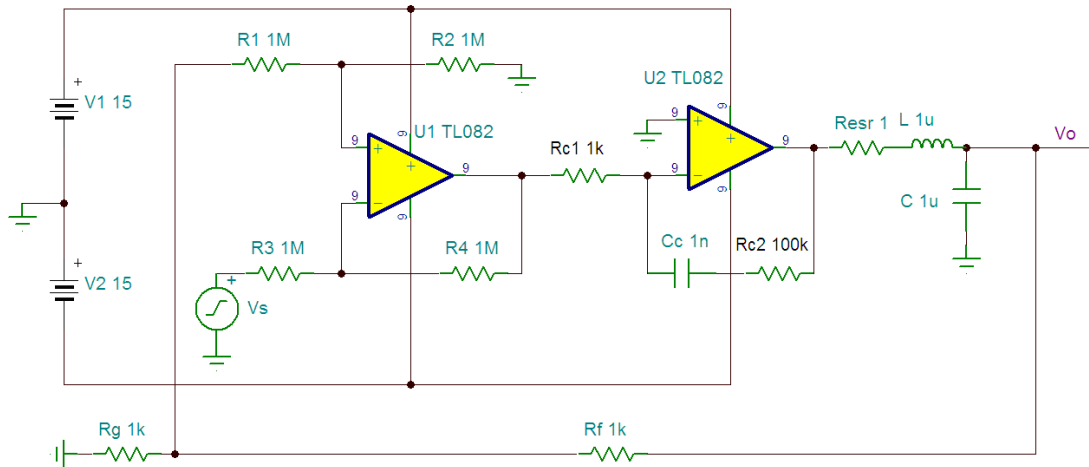 R1 1M
R2 1M
V1 15
U1 TL082
9
9
9
9
9
U2 TL082
9
9
9
9
9
Rc1 1k
Resr 1
L 1u
Vo
C 1u
Cc 1n
Rc2 100k
R3 1M
R4 1M
V2 15
Vs
Rg 1k
Rf 1k